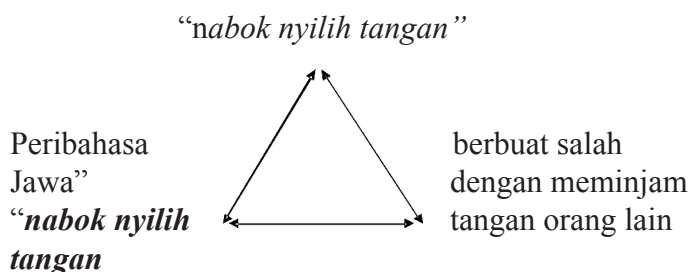 “nabok nyilih tangan”
Peribahasa
Jawa”
“nabok nyilih
tangan
berbuat salah
dengan meminjam
tangan orang lain